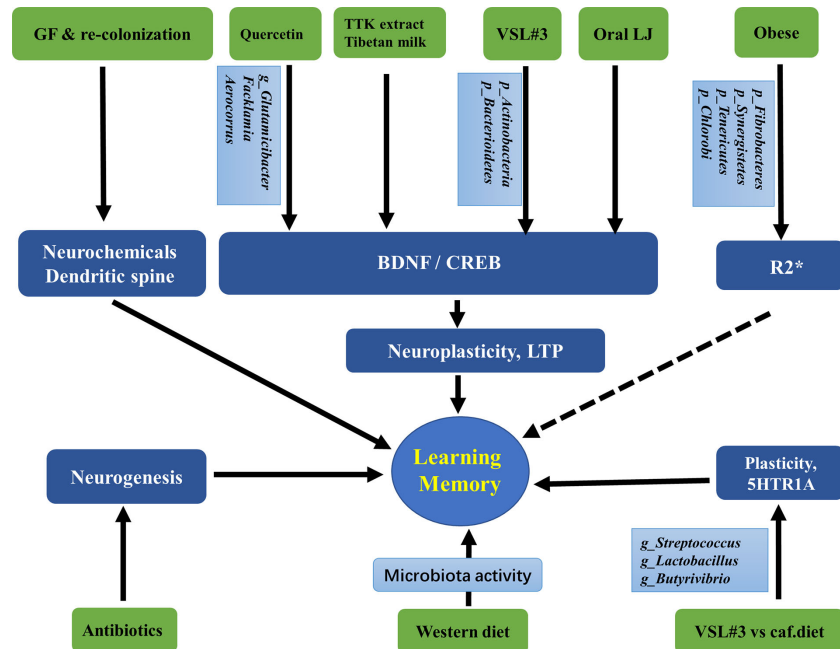 GF & re-colonization
Quercetin
TTK extract
Tibetan milk
VSL#3
Oral LJ
Obese
g_Glutamicibacter
Facklamia
Aerocorrus
p_Actinobacteria
p_Bacterioidetes
p_Fibrobacteres
p_Synergistetes
p_Tenericutes
p_Chlorobi
Neurochemicals
Dendritic spine
BDNF / CREB
R2*
Neuroplasticity, LTP
Learning
Memory
Neurogenesis
Plasticity,
5HTR1A
Microbiota activity
g_Streptococcus
g_Lactobacillus
g_Butyrivibrio
Antibiotics
Western diet
VSL#3 vs caf.diet